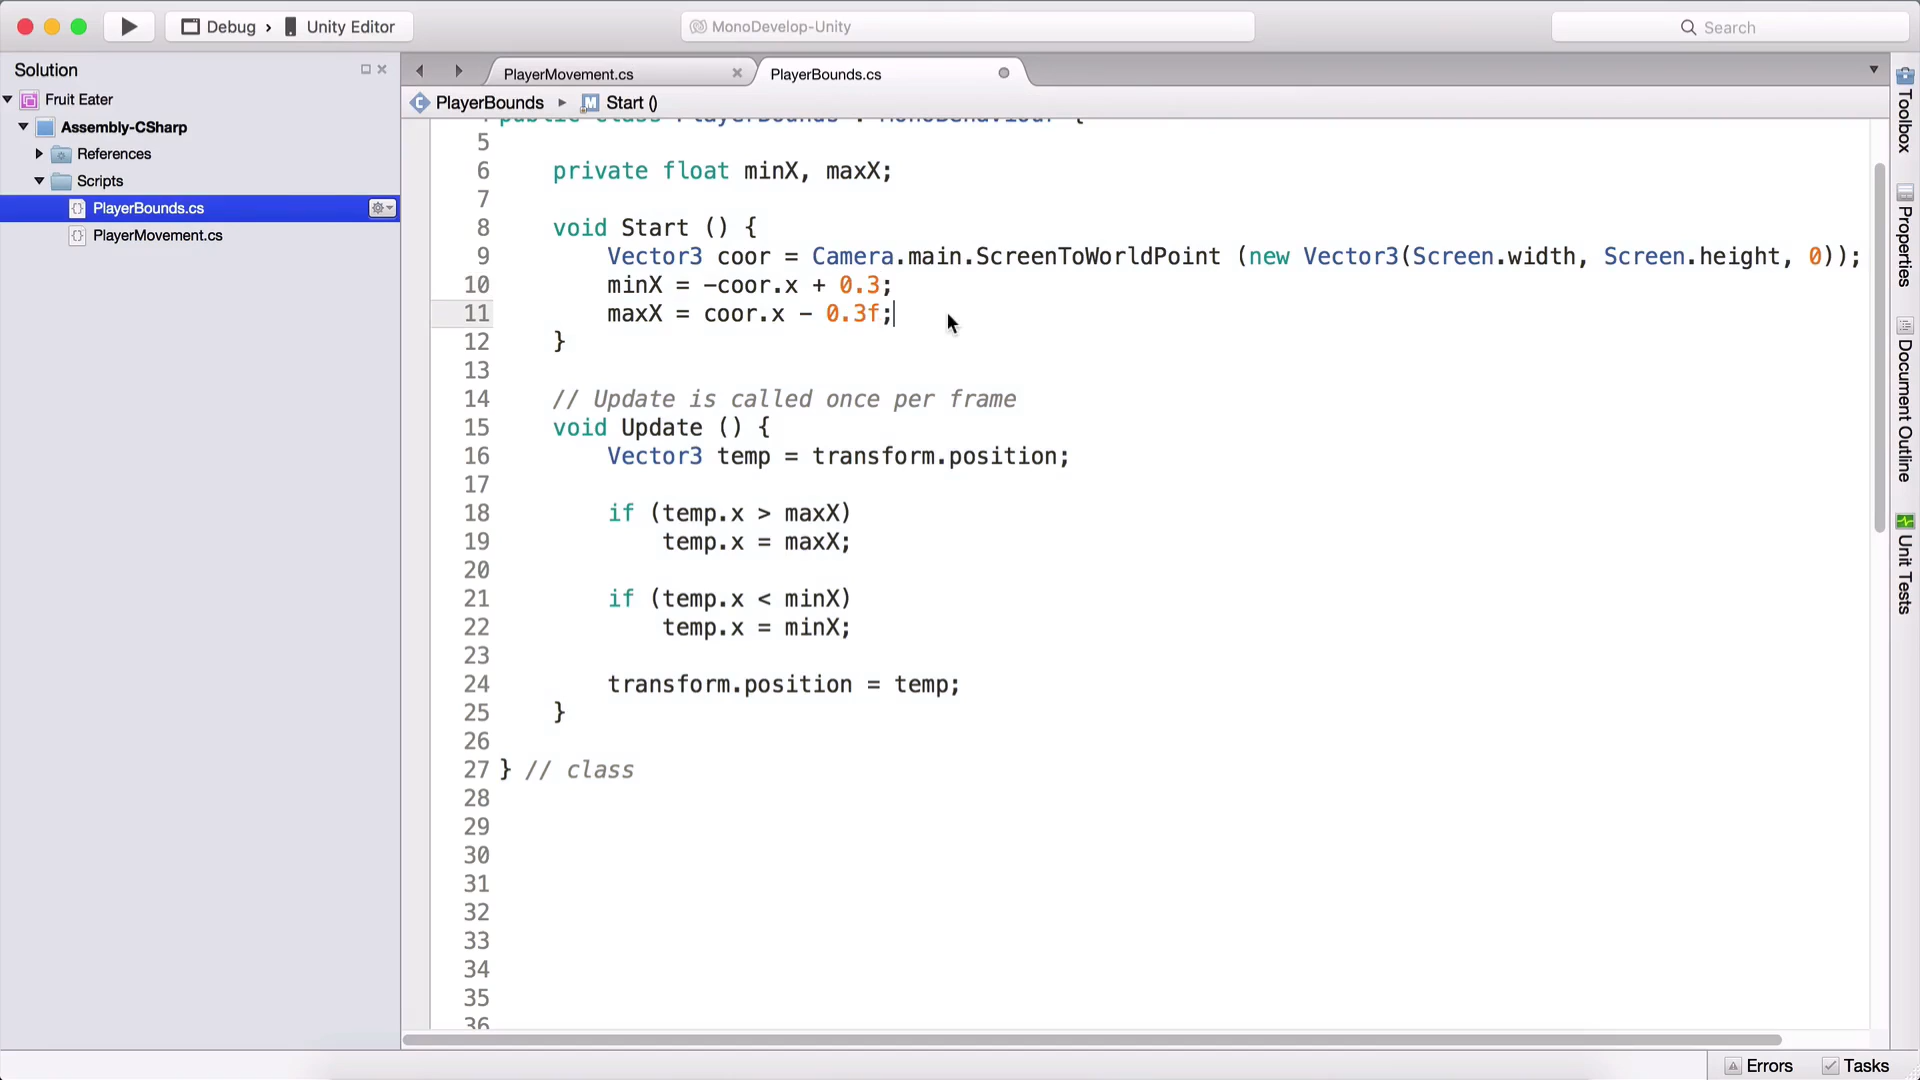 Debug › Unity Editor
MonoDevelop-Unity
Search
Solution
Fruit Eater
Assembly-CSharp
References
Scripts
PlayerBounds.cs
PlayerMovement.cs
PlayerMovement.cs
PlayerBounds.cs
PlayerBounds
M Start ()
public class PlayerBounds : MonoBehaviour {
5
6 private float minX, maxX;
7
8 void Start () {
9 Vector3 coor = Camera.main.ScreenToWorldPoint (new Vector3(Screen.width, Screen.height, 0));
10 minX = -coor.x + 0.3;
11 maxX = coor.x - 0.3f;
12 }
13
14 // Update is called once per frame
15 void Update () {
16 Vector3 temp = transform.position;
17
18 if (temp.x > maxX)
19 temp.x = maxX;
20
21 if (temp.x < minX)
22 temp.x = minX;
23
24 transform.position = temp;
25 }
26
27 } // class
28
29
30
31
32
33
34
35
36
Toolbox
Properties
Document Outline
Unit Tests
Errors
Tasks